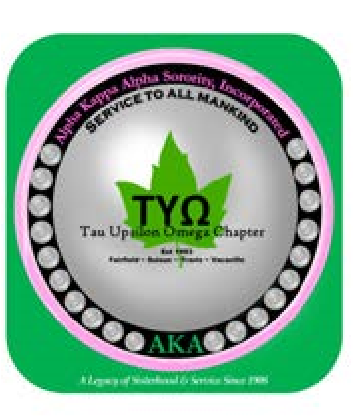 Alpha Kappa Alpha Sorority, Incorporated
SERVICE TO ALL MANKIND
ΤΥΩ
Tau Upsilon Omega Chapter
Fairfield • Suisun • Travis • Vacaville
AKA
A Legacy of Sisterhood & Service Since 1908